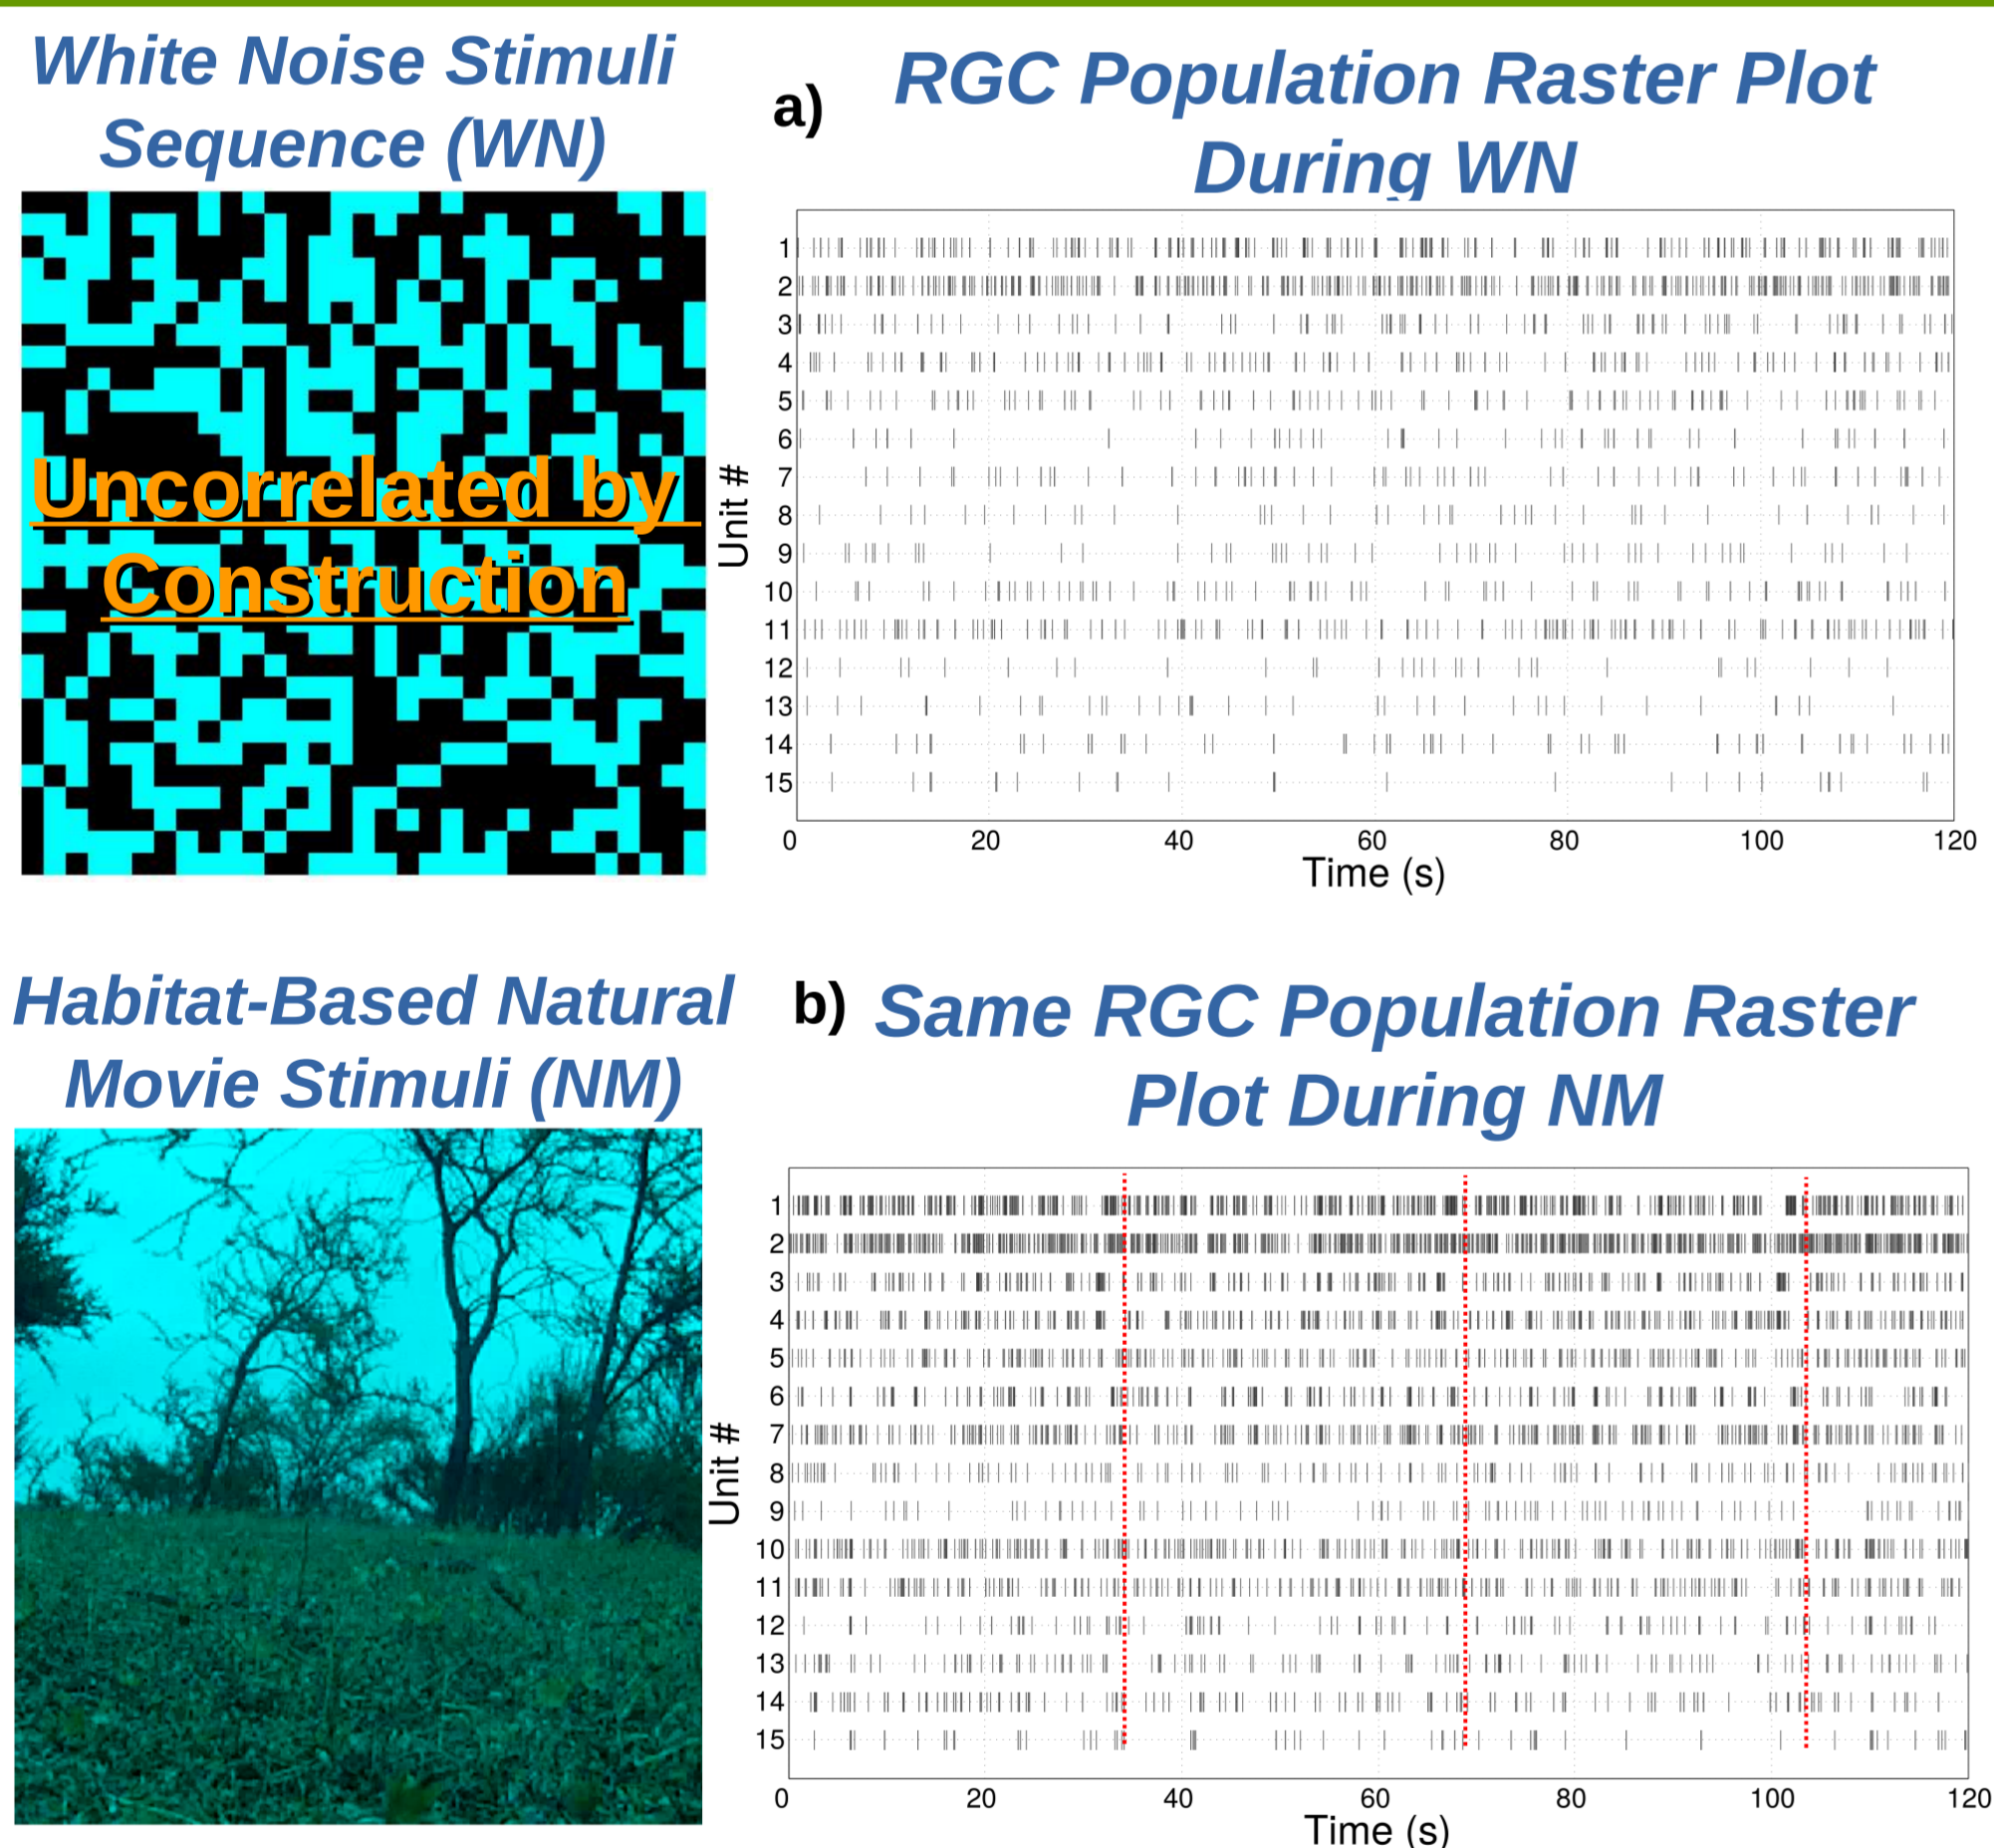 White Noise Stimuli
Sequence (WN)
Uncorrelated by
Construction
a)
RGC Population Raster Plot
During WN
Unit #
1
2
3
4
5
6
7
8
9
10
11
12
13
14
15
0 20 40 60 80 100 120
Time (s)
Habitat-Based Natural
Movie Stimuli (NM)
b)
Same RGC Population Raster
Plot During NM
Unit #
1
2
3
4
5
6
7
8
9
10
11
12
13
14
15
0 20 40 60 80 100 120
Time (s)